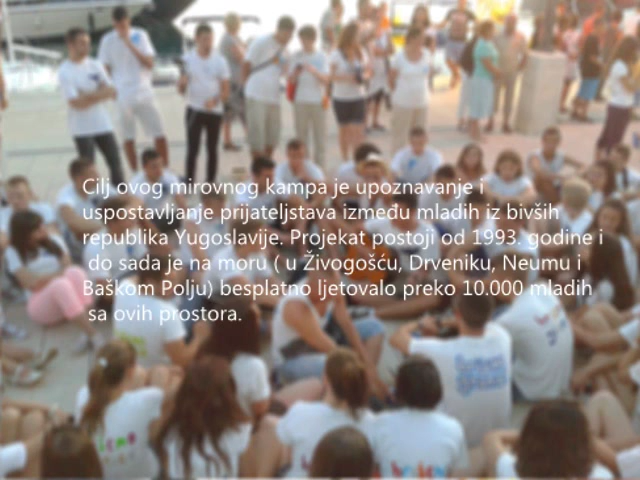 Cilj ovog mirovnog kampa je upoznavanje i
uspostavljanje prijateljstava između mladih iz bivših
republika Yugoslavije. Projekat postoji od 1993. godine i
do sada je na moru ( u Živogošću, Drveniku, Neumu i
Baškom Polju) besplatno ljetovalo preko 10.000 mladih
sa ovih prostora.